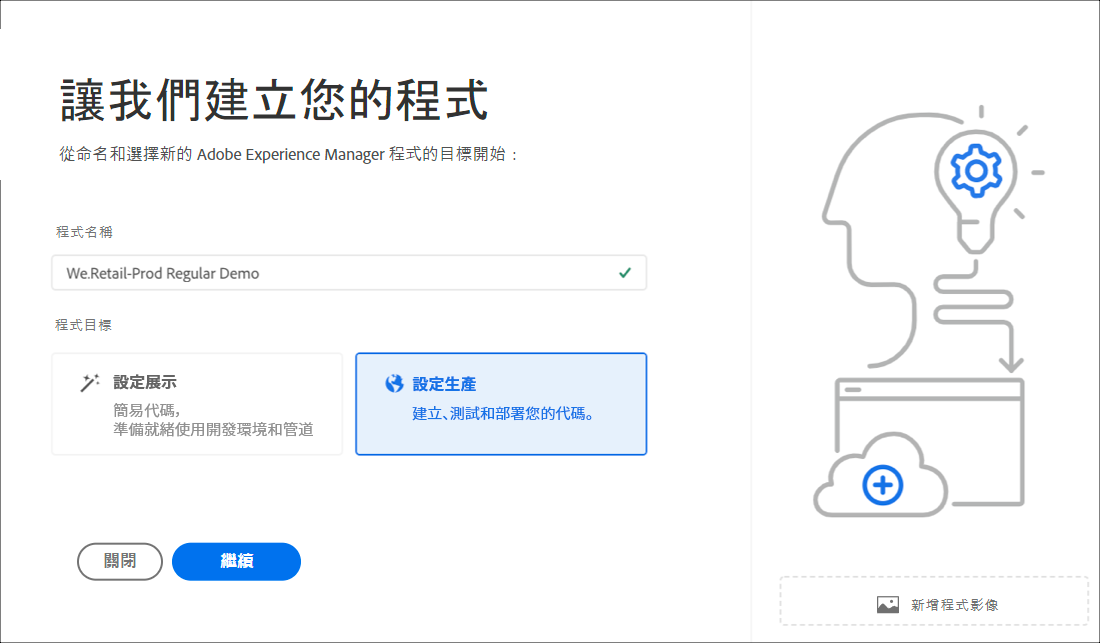 讓我們建立您的程式
從命名和選擇新的 Adobe Experience Manager 程式的目標開始：
程式名稱
We.Retail-Prod Regular Demo
程式目標
設定展示
簡易代碼，
準備就緒使用開發環境和管道
設定生產
建立、測試和部署您的代碼。
關閉
繼續
新增程式影像